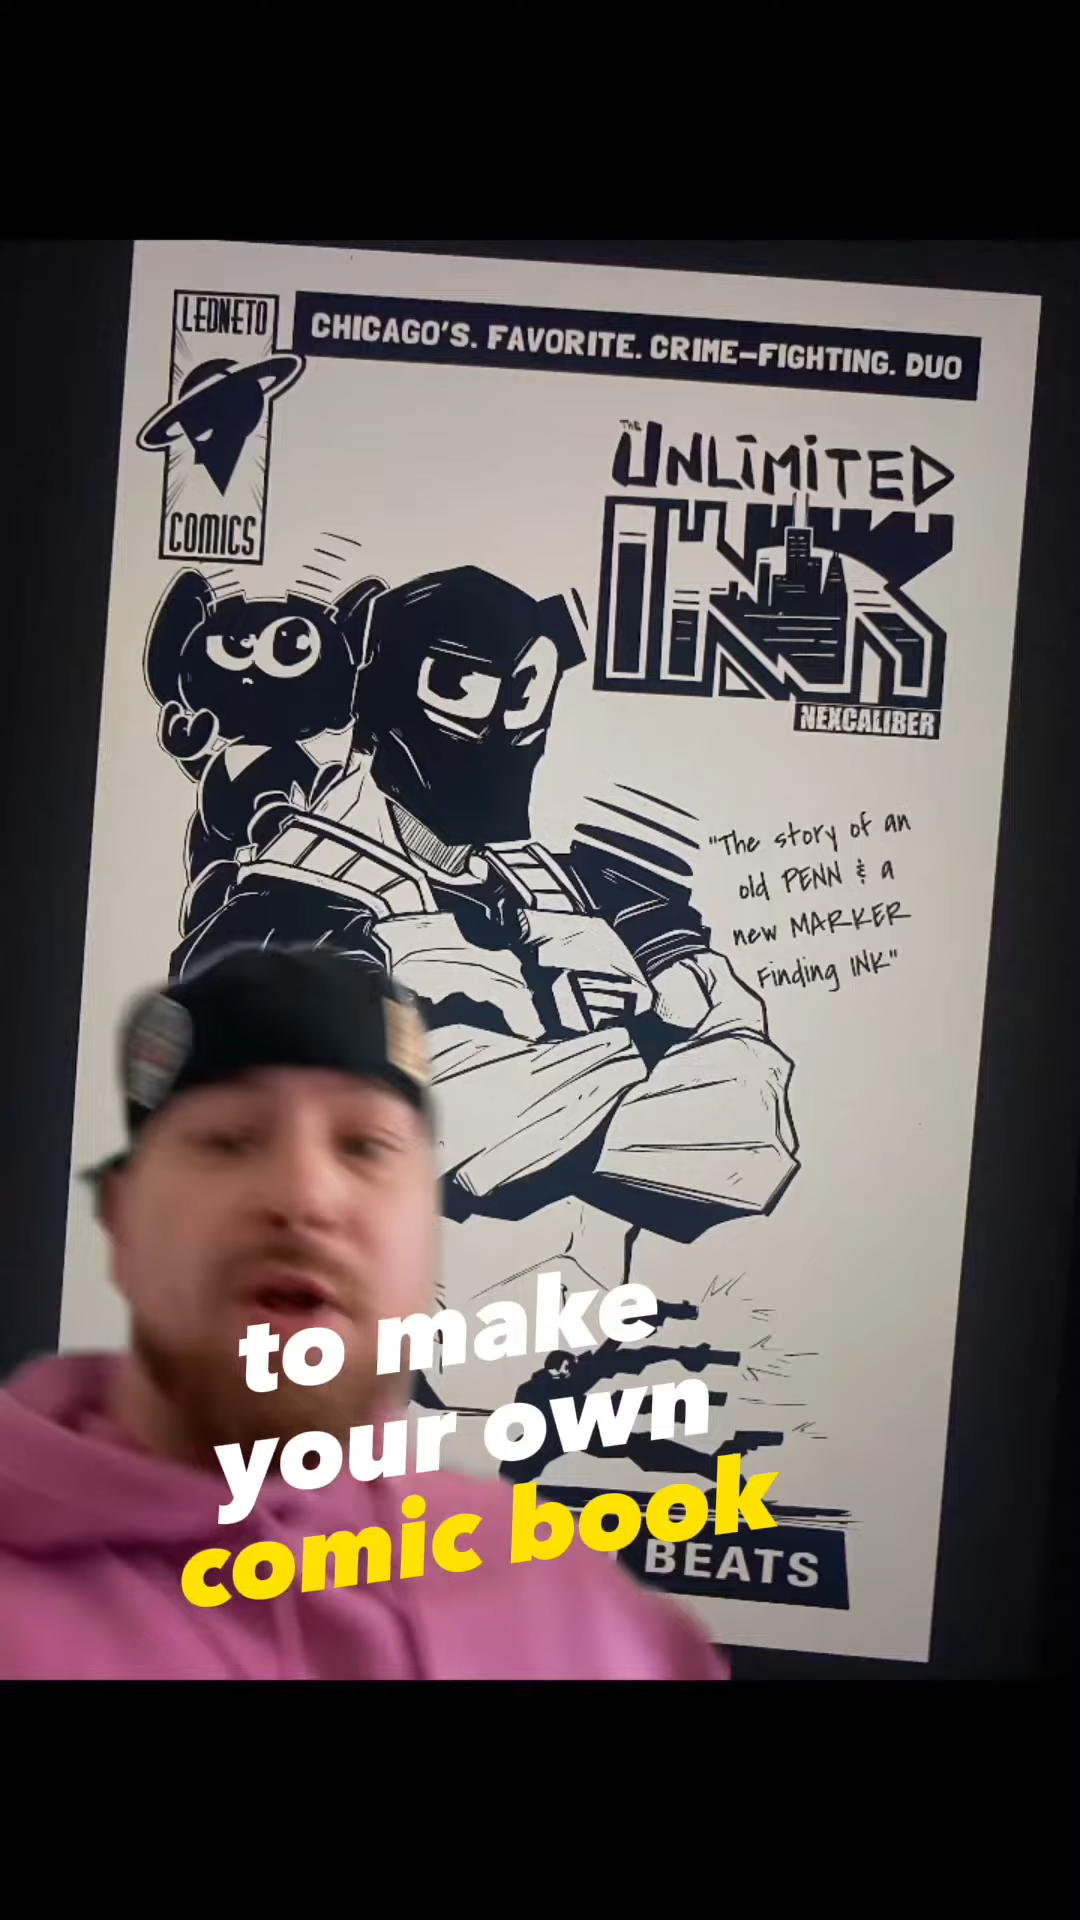 LEDNETO
COMICS
CHICAGO'S. FAVORITE. CRIME-FIGHTING. DUO
THE
UNLIMITED
INK
NEXCALIBER
"The story of an
old PENN & a
new MARKER
Finding INK"
to make
your own
comic book
BEATS